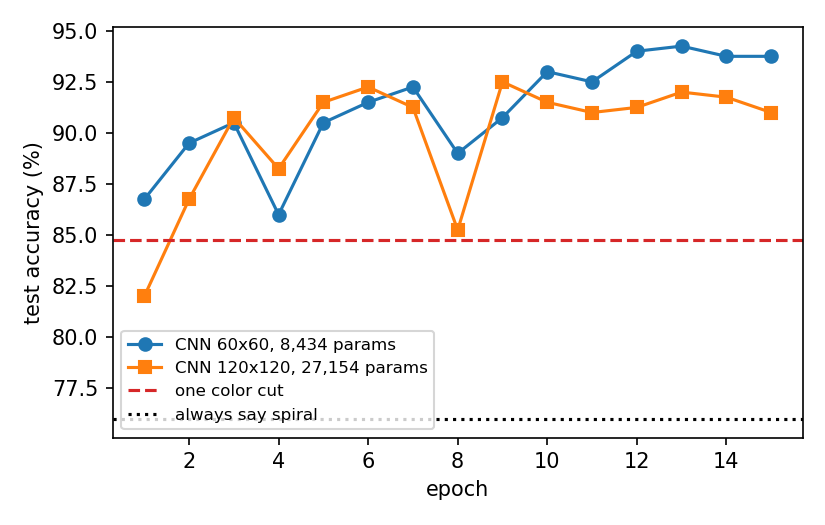 95.0
92.5
90.0
87.5
85.0
82.5
80.0
77.5
test accuracy (%)
CNN 60x60, 8,434 params
CNN 120x120, 27,154 params
one color cut
always say spiral
2 4 6 8 10 12 14
epoch